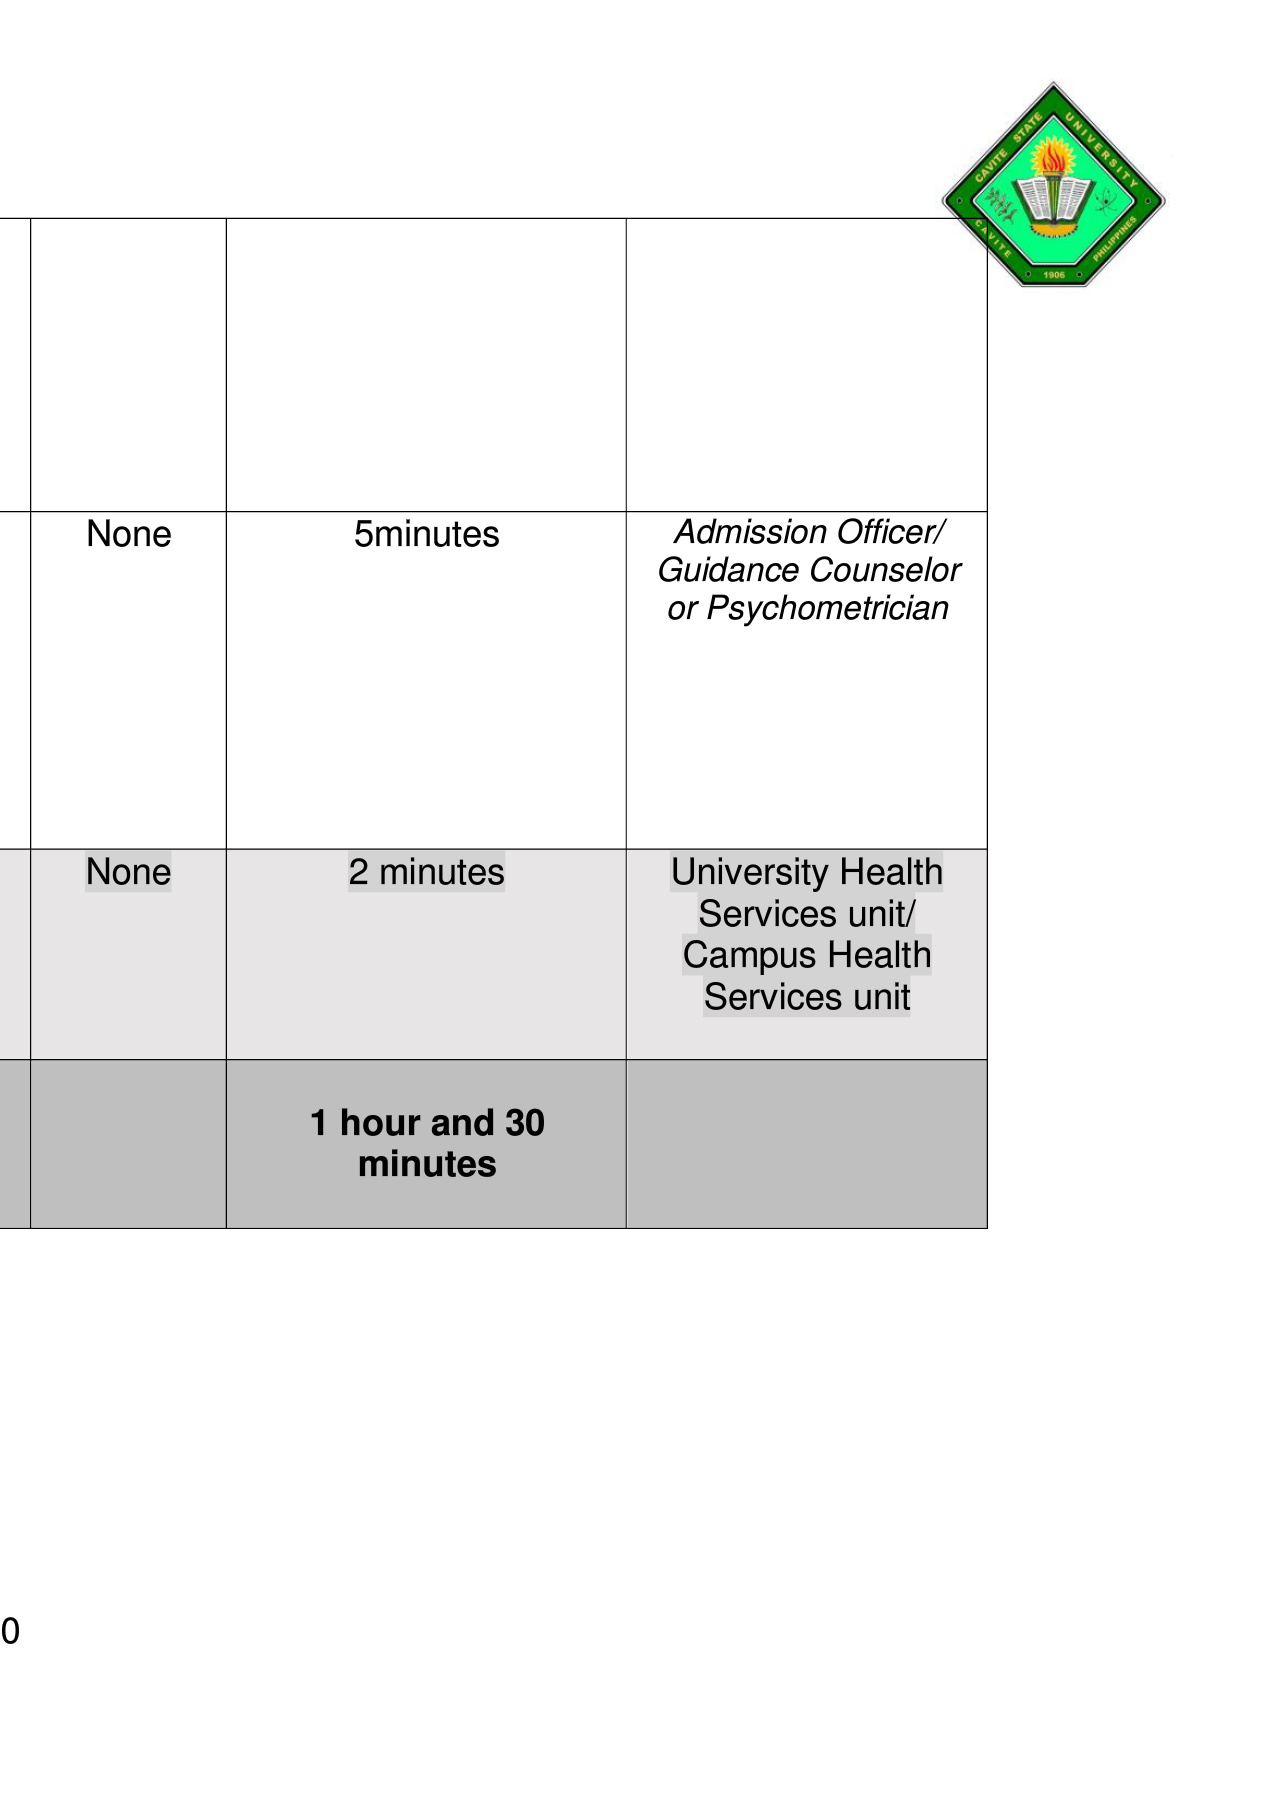 CAVITE STATE UNIVERSITY
CAVITE PHILIPPINES
1906
None 5minutes Admission Officer/
Guidance Counselor
or Psychometrician
None 2 minutes University Health
Services unit/
Campus Health
Services unit
1 hour and 30
minutes
0